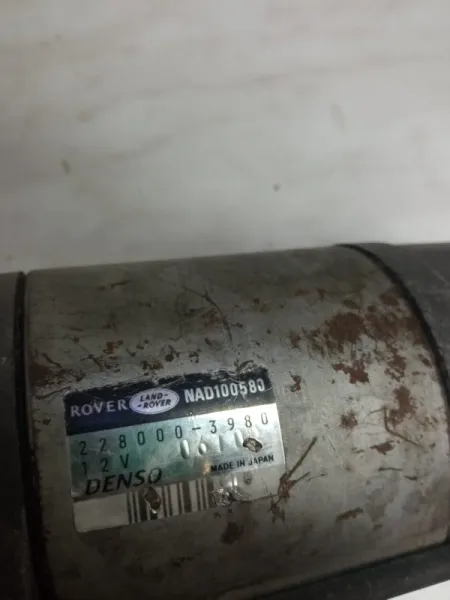 ROVER LAND-ROVER NAD100580
228000-3980
12V
MADE IN JAPAN
DENSO